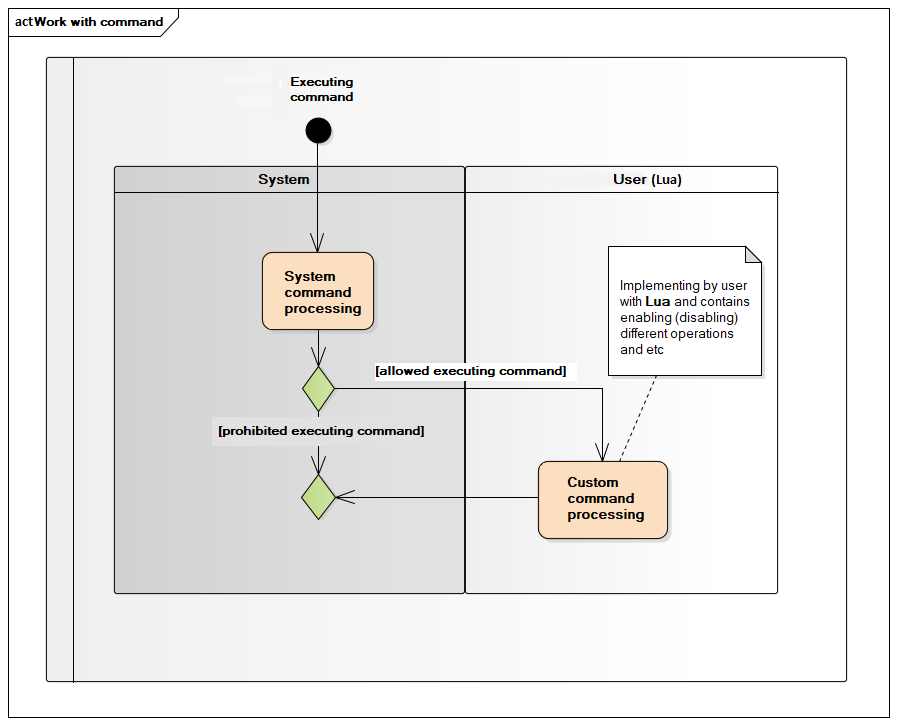 actWork with command
Executing
command
System
User (Lua)
System
command
processing
Implementing by user
with Lua and contains
enabling (disabling)
different operations
and etc
[allowed executing command]
[prohibited executing command]
Custom
command
processing